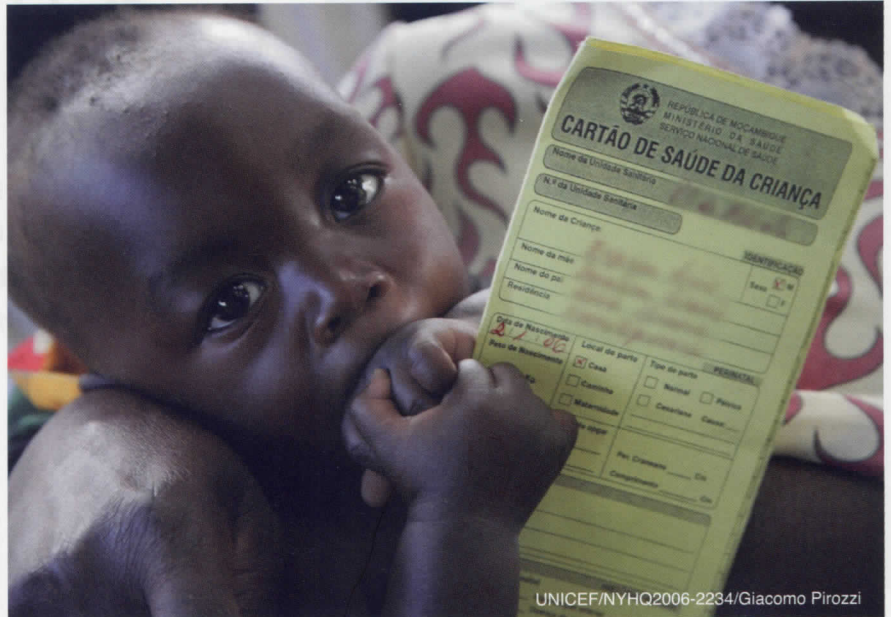 REPÚBLICA DE MOÇAMBIQUE
MINISTÉRIO DA SAÚDE
SERVIÇO NACIONAL DE SAÚDE
CARTÃO DE SAÚDE DA CRIANÇA
Nome da Unidade Sanitária
N.º da Unidade Sanitária
IDENTIFICAÇÃO
Nome da Criança
Sexo X M
F
Nome da mãe
Nome do pai
Residência
PERINATAL
Data de Nascimento
Local do parto
Tipo de parto
Peso de Nascimento
X Casa
Normal
Kg
Caminho
Cesariana
Maternidade
Per. Craneano Cm
Comprimento Cm
UNICEF/NYHQ2006-2234/Giacomo Pirozzi